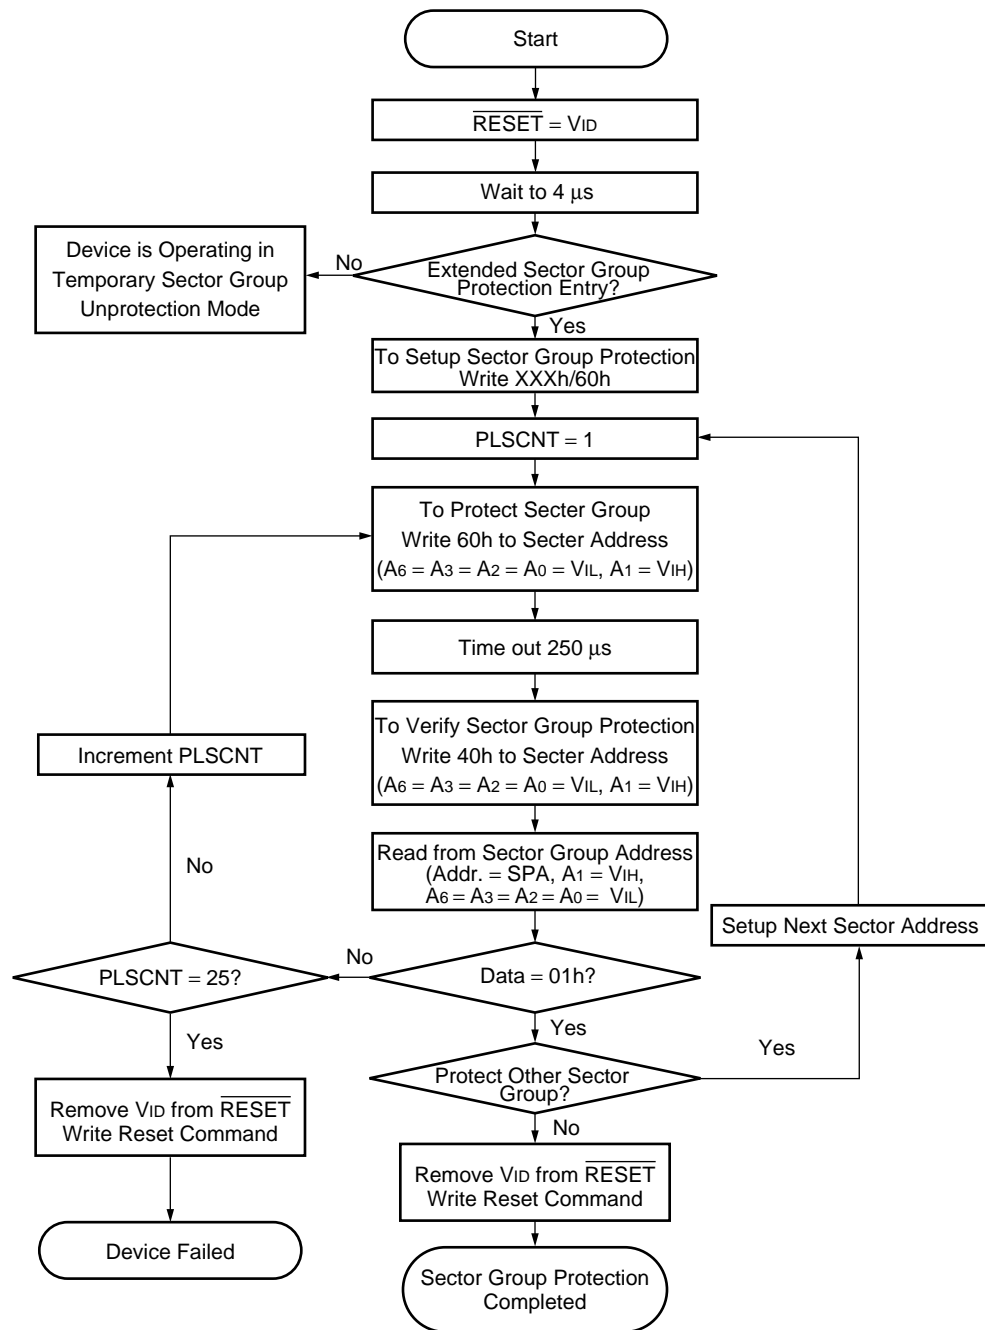 Start
RESET = VID
Wait to 4 μs
Device is Operating in
Temporary Sector Group
Unprotection Mode
No
Extended Sector Group
Protection Entry?
Yes
To Setup Sector Group Protection
Write XXXh/60h
PLSCNT = 1
To Protect Secter Group
Write 60h to Secter Address
(A6 = A3 = A2 = A0 = VIL, A1 = VIH)
Time out 250 μs
To Verify Sector Group Protection
Write 40h to Secter Address
(A6 = A3 = A2 = A0 = VIL, A1 = VIH)
Increment PLSCNT
Read from Sector Group Address
(Addr. = SPA, A1 = VIH,
A6 = A3 = A2 = A0 = VIL)
No
Setup Next Sector Address
PLSCNT = 25?
No
Data = 01h?
Yes
Yes
Yes
Protect Other Sector
Group?
Remove VID from RESET
Write Reset Command
No
Remove VID from RESET
Write Reset Command
Device Failed
Sector Group Protection
Completed